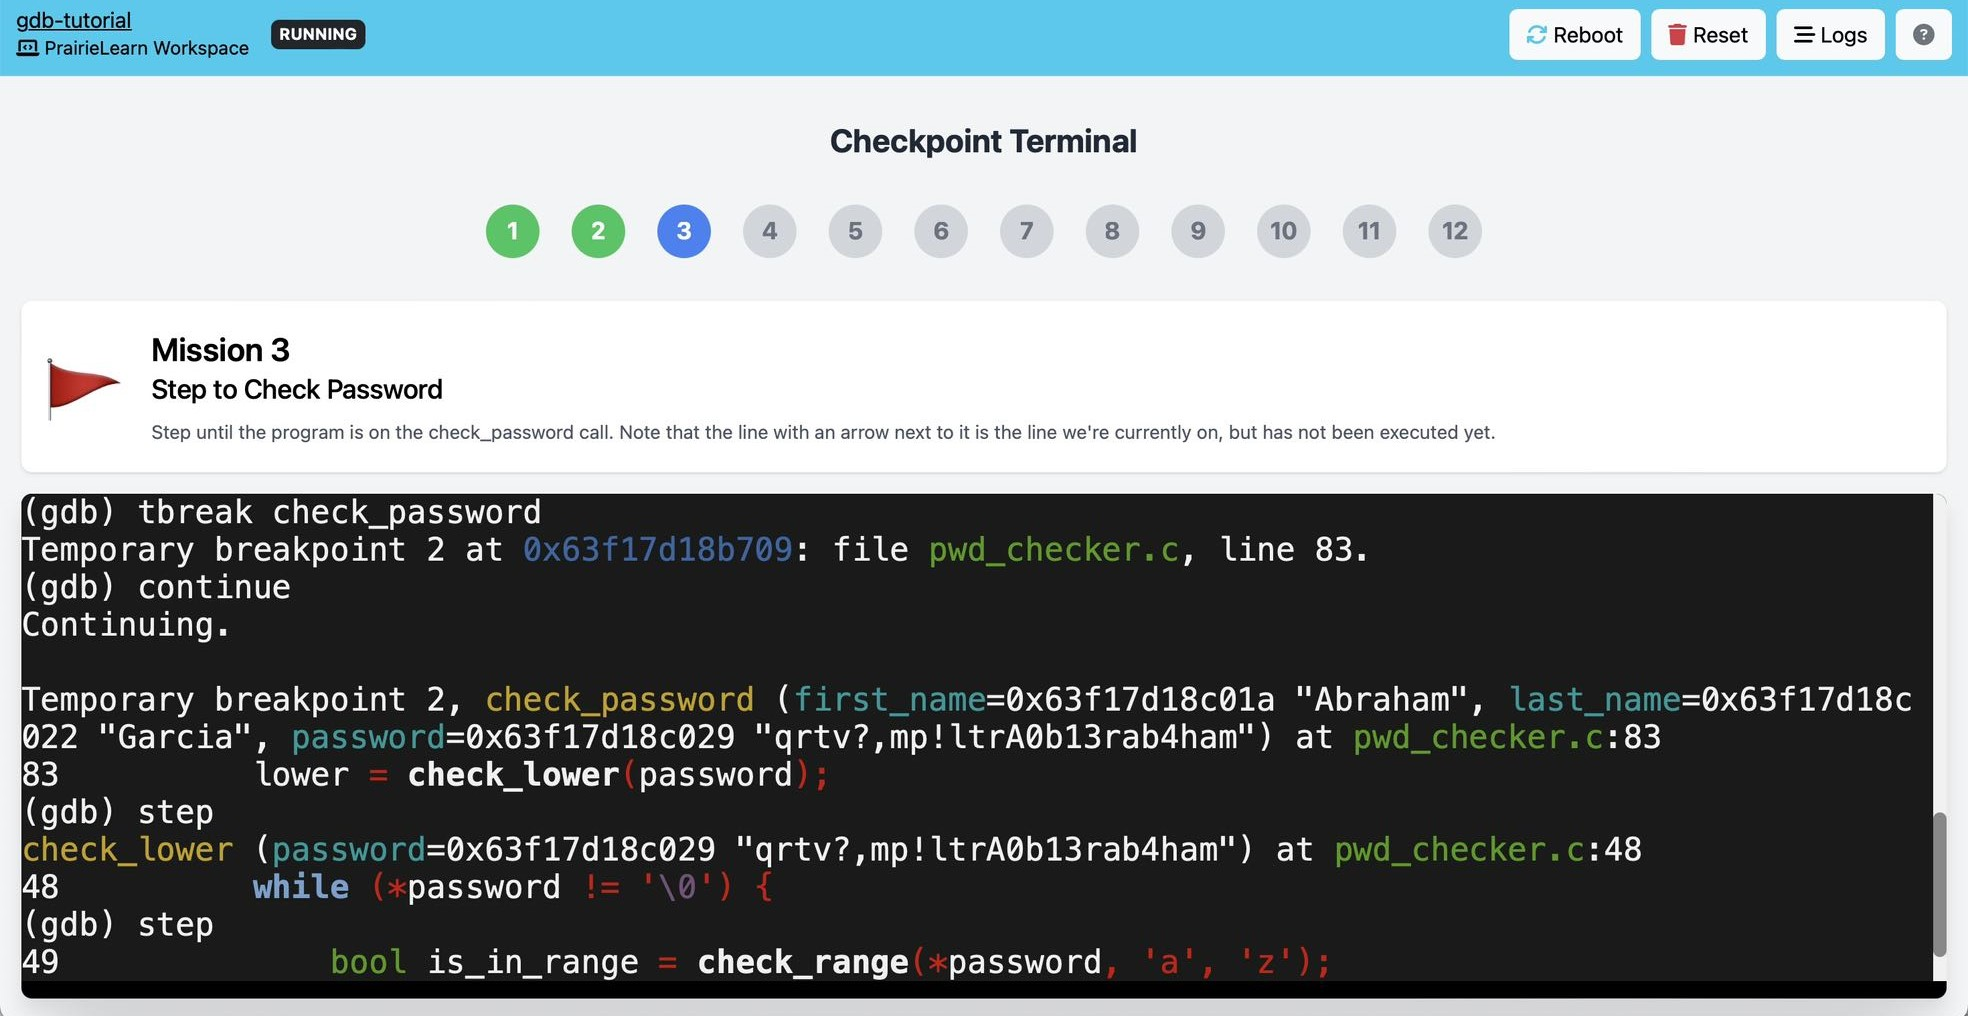 gdb-tutorial
PrairieLearn Workspace
RUNNING
Reboot
Reset
Logs
?
Checkpoint Terminal
1 2 3 4 5 6 7 8 9 10 11 12
Mission 3
Step to Check Password
Step until the program is on the check_password call. Note that the line with an arrow next to it is the line we're currently on, but has not been executed yet.
(gdb) tbreak check_password
Temporary breakpoint 2 at 0x63f17d18b709: file pwd_checker.c, line 83.
(gdb) continue
Continuing.
Temporary breakpoint 2, check_password (first_name=0x63f17d18c01a "Abraham", last_name=0x63f17d18c
022 "Garcia", password=0x63f17d18c029 "qrtv?,mp!ltrA0b13rab4ham") at pwd_checker.c:83
83 lower = check_lower(password);
(gdb) step
check_lower (password=0x63f17d18c029 "qrtv?,mp!ltrA0b13rab4ham") at pwd_checker.c:48
48 while (*password != '\0') {
(gdb) step
49 bool is_in_range = check_range(*password, 'a', 'z');